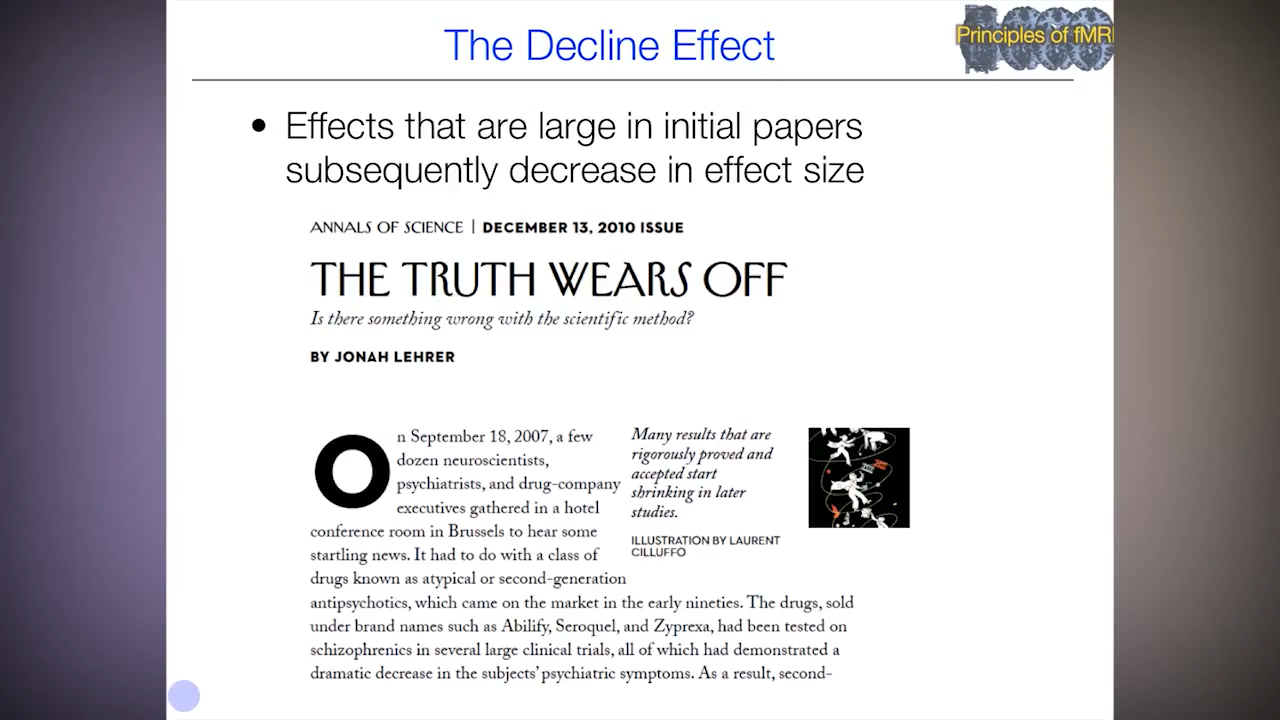 The Decline Effect
Principles of fMRI
• Effects that are large in initial papers
subsequently decrease in effect size
ANNALS OF SCIENCE | DECEMBER 13, 2010 ISSUE
THE TRUTH WEARS OFF
Is there something wrong with the scientific method?
BY JONAH LEHRER
On September 18, 2007, a few
dozen neuroscientists,
psychiatrists, and drug-company
executives gathered in a hotel
conference room in Brussels to hear some
startling news. It had to do with a class of
drugs known as atypical or second-generation
antipsychotics, which came on the market in the early nineties. The drugs, sold
under brand names such as Abilify, Seroquel, and Zyprexa, had been tested on
schizophrenics in several large clinical trials, all of which had demonstrated a
dramatic decrease in the subjects' psychiatric symptoms. As a result, second-
Many results that are
rigorously proved and
accepted start
shrinking in later
studies.
ILLUSTRATION BY LAURENT
CILLUFFO